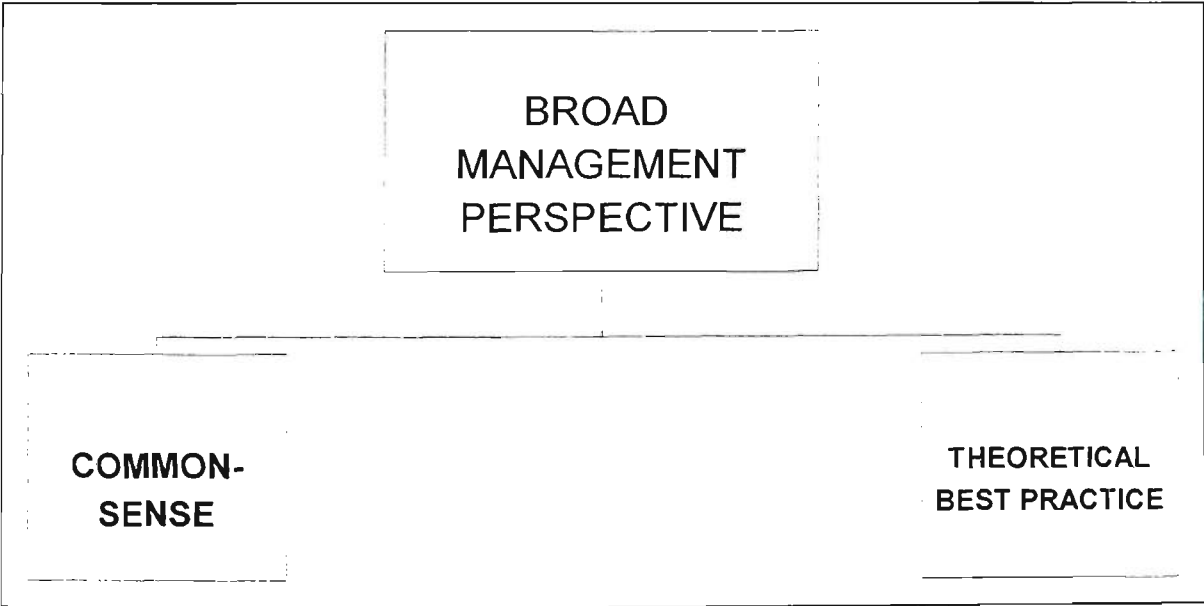 BROAD
MANAGEMENT
PERSPECTIVE
COMMON-
SENSE
THEORETICAL
BEST PRACTICE